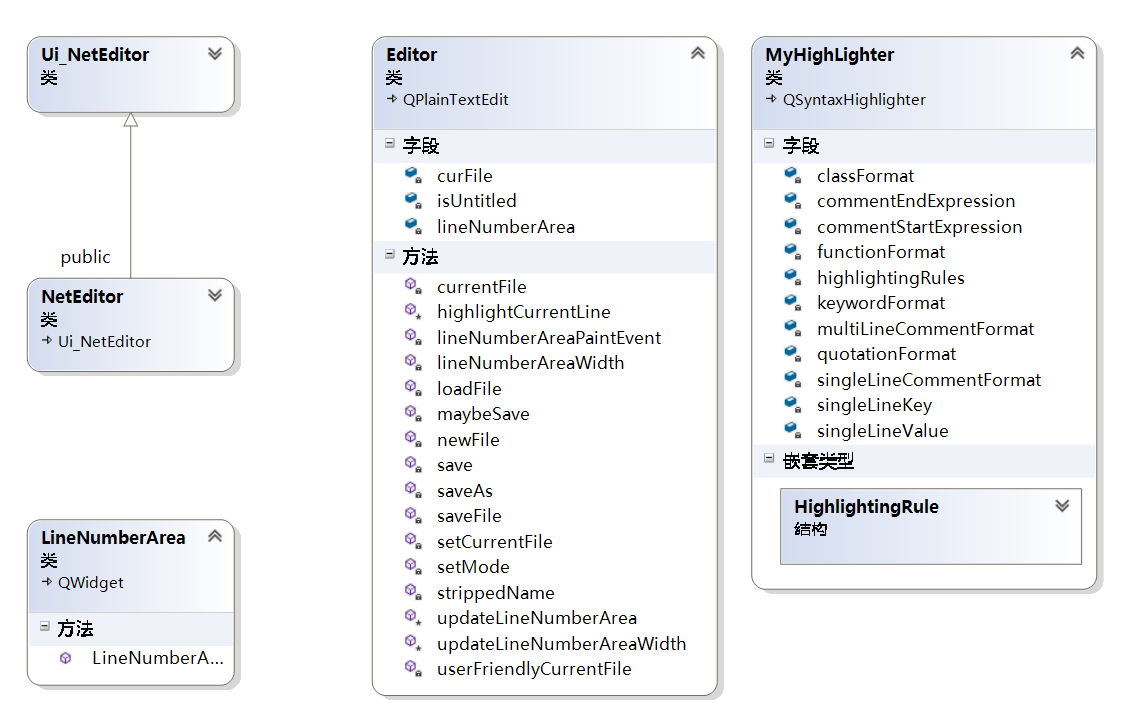 Ui_NetEditor
类
public
NetEditor
类
Ui_NetEditor
LineNumberArea
类
QWidget
方法
LineNumberA...
Editor
类
QPlainTextEdit
字段
curFile
isUntitled
lineNumberArea
方法
currentFile
highlightCurrentLine
lineNumberAreaPaintEvent
lineNumberAreaWidth
loadFile
maybeSave
newFile
save
saveAs
saveFile
setCurrentFile
setMode
strippedName
updateLineNumberArea
updateLineNumberAreaWidth
userFriendlyCurrentFile
MyHighLighter
类
QSyntaxHighlighter
字段
classFormat
commentEndExpression
commentStartExpression
functionFormat
highlightingRules
keywordFormat
multiLineCommentFormat
quotationFormat
singleLineCommentFormat
singleLineKey
singleLineValue
嵌套类型
HighlightingRule
结构